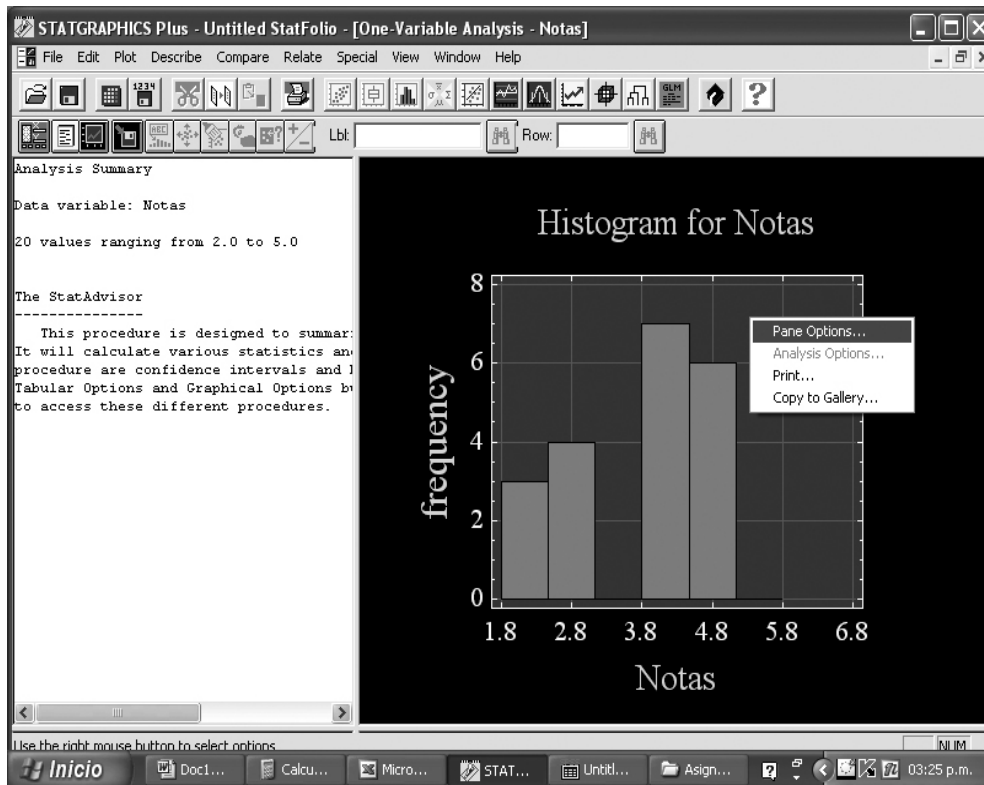 STATGRAPHICS Plus - Untitled StatFolio - [One-Variable Analysis - Notas]
File Edit Plot Describe Compare Relate Special View Window Help
1234
GLM
ABC
Lbl: Row:
Analysis Summary
Data variable: Notas
20 values ranging from 2.0 to 5.0
The StatAdvisor
---------------
This procedure is designed to summar
It will calculate various statistics an
procedure are confidence intervals and
Tabular Options and Graphical Options b
to access these different procedures.
Histogram for Notas
8
6
4
2
0
frequency
1.8 2.8 3.8 4.8 5.8 6.8
Notas
Pane Options...
Analysis Options...
Print...
Copy to Gallery...
Use the right mouse button to select options
NUM
Inicio Doc1... Calcu... Micro... STAT... Untitl... Asign... 03:25 p.m.